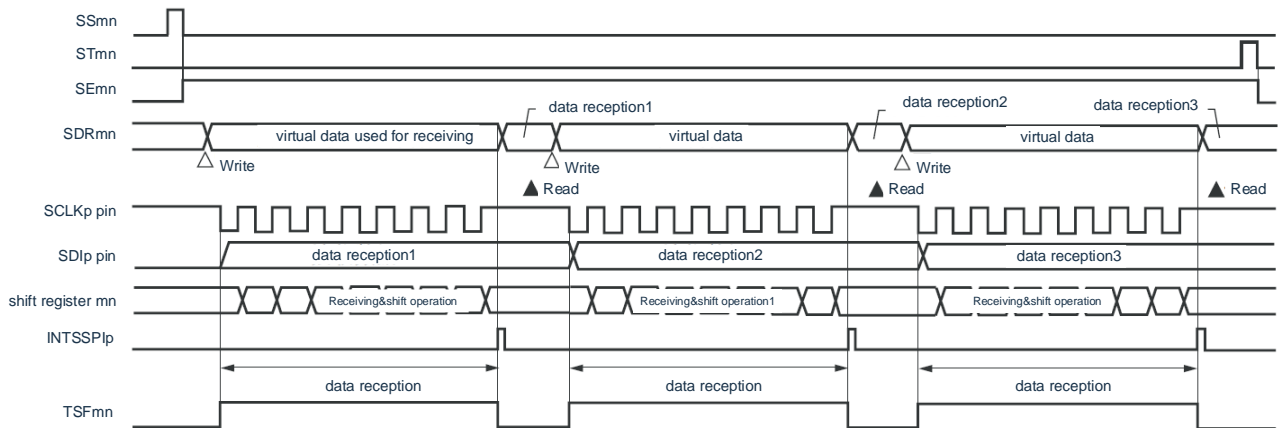 SSmn
STmn
SEmn
data reception1
data reception2
data reception3
SDRmn
virtual data used for receiving
virtual data
virtual data
Write
Write
Write
Read
Read
Read
SCLKp pin
SDIp pin
data reception1
data reception2
data reception3
shift register mn
Receiving&shift operation
Receiving&shift operation1
Receiving&shift operation
INTSSPIp
data reception
data reception
data reception
TSFmn